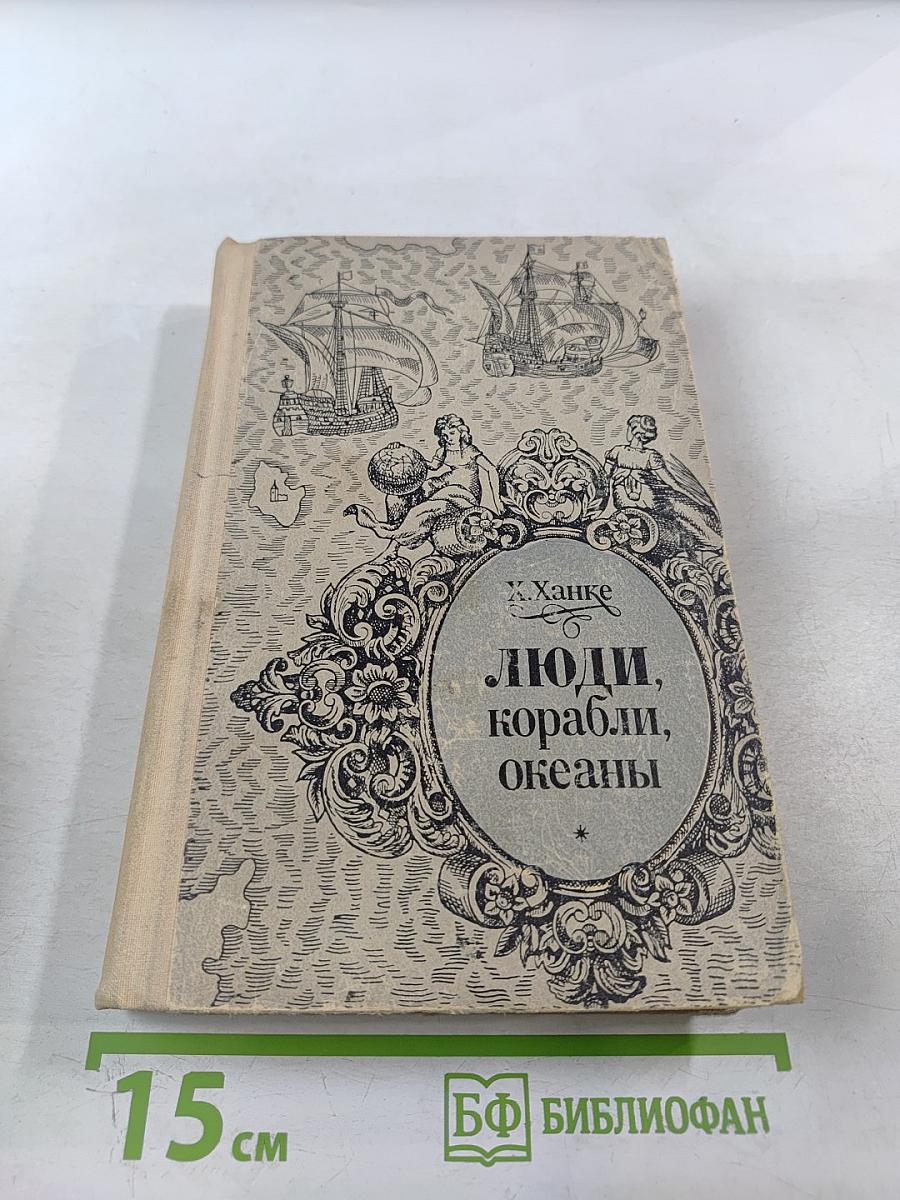 Х. Ханке
ЛЮДИ,
корабли,
океаны
15 см
БФ БИБЛИОФАН